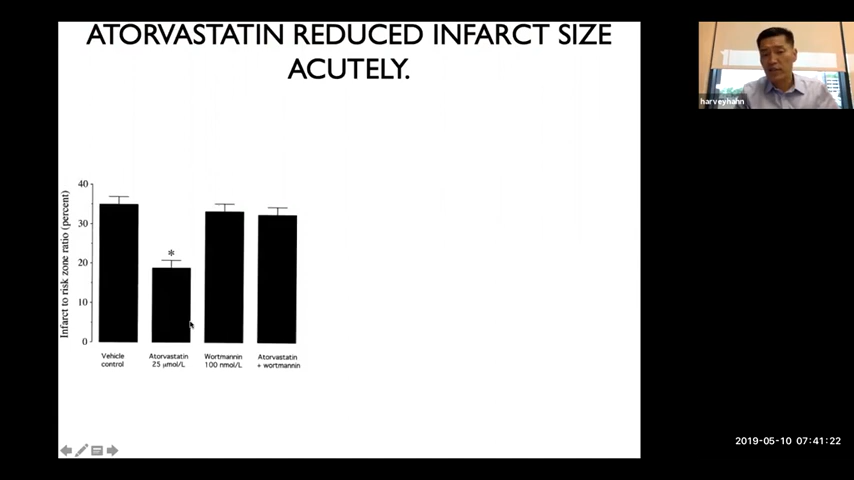 ATORVASTATIN REDUCED INFARCT SIZE
ACUTELY.
harveyhahn
Infarct to risk zone ratio (percent)
40
30
20
10
0
*
Vehicle
control
Atorvastatin
25 µmol/L
Wortmannin
100 nmol/L
Atorvastatin
+ wortmannin
2019-05-10 07:41:22